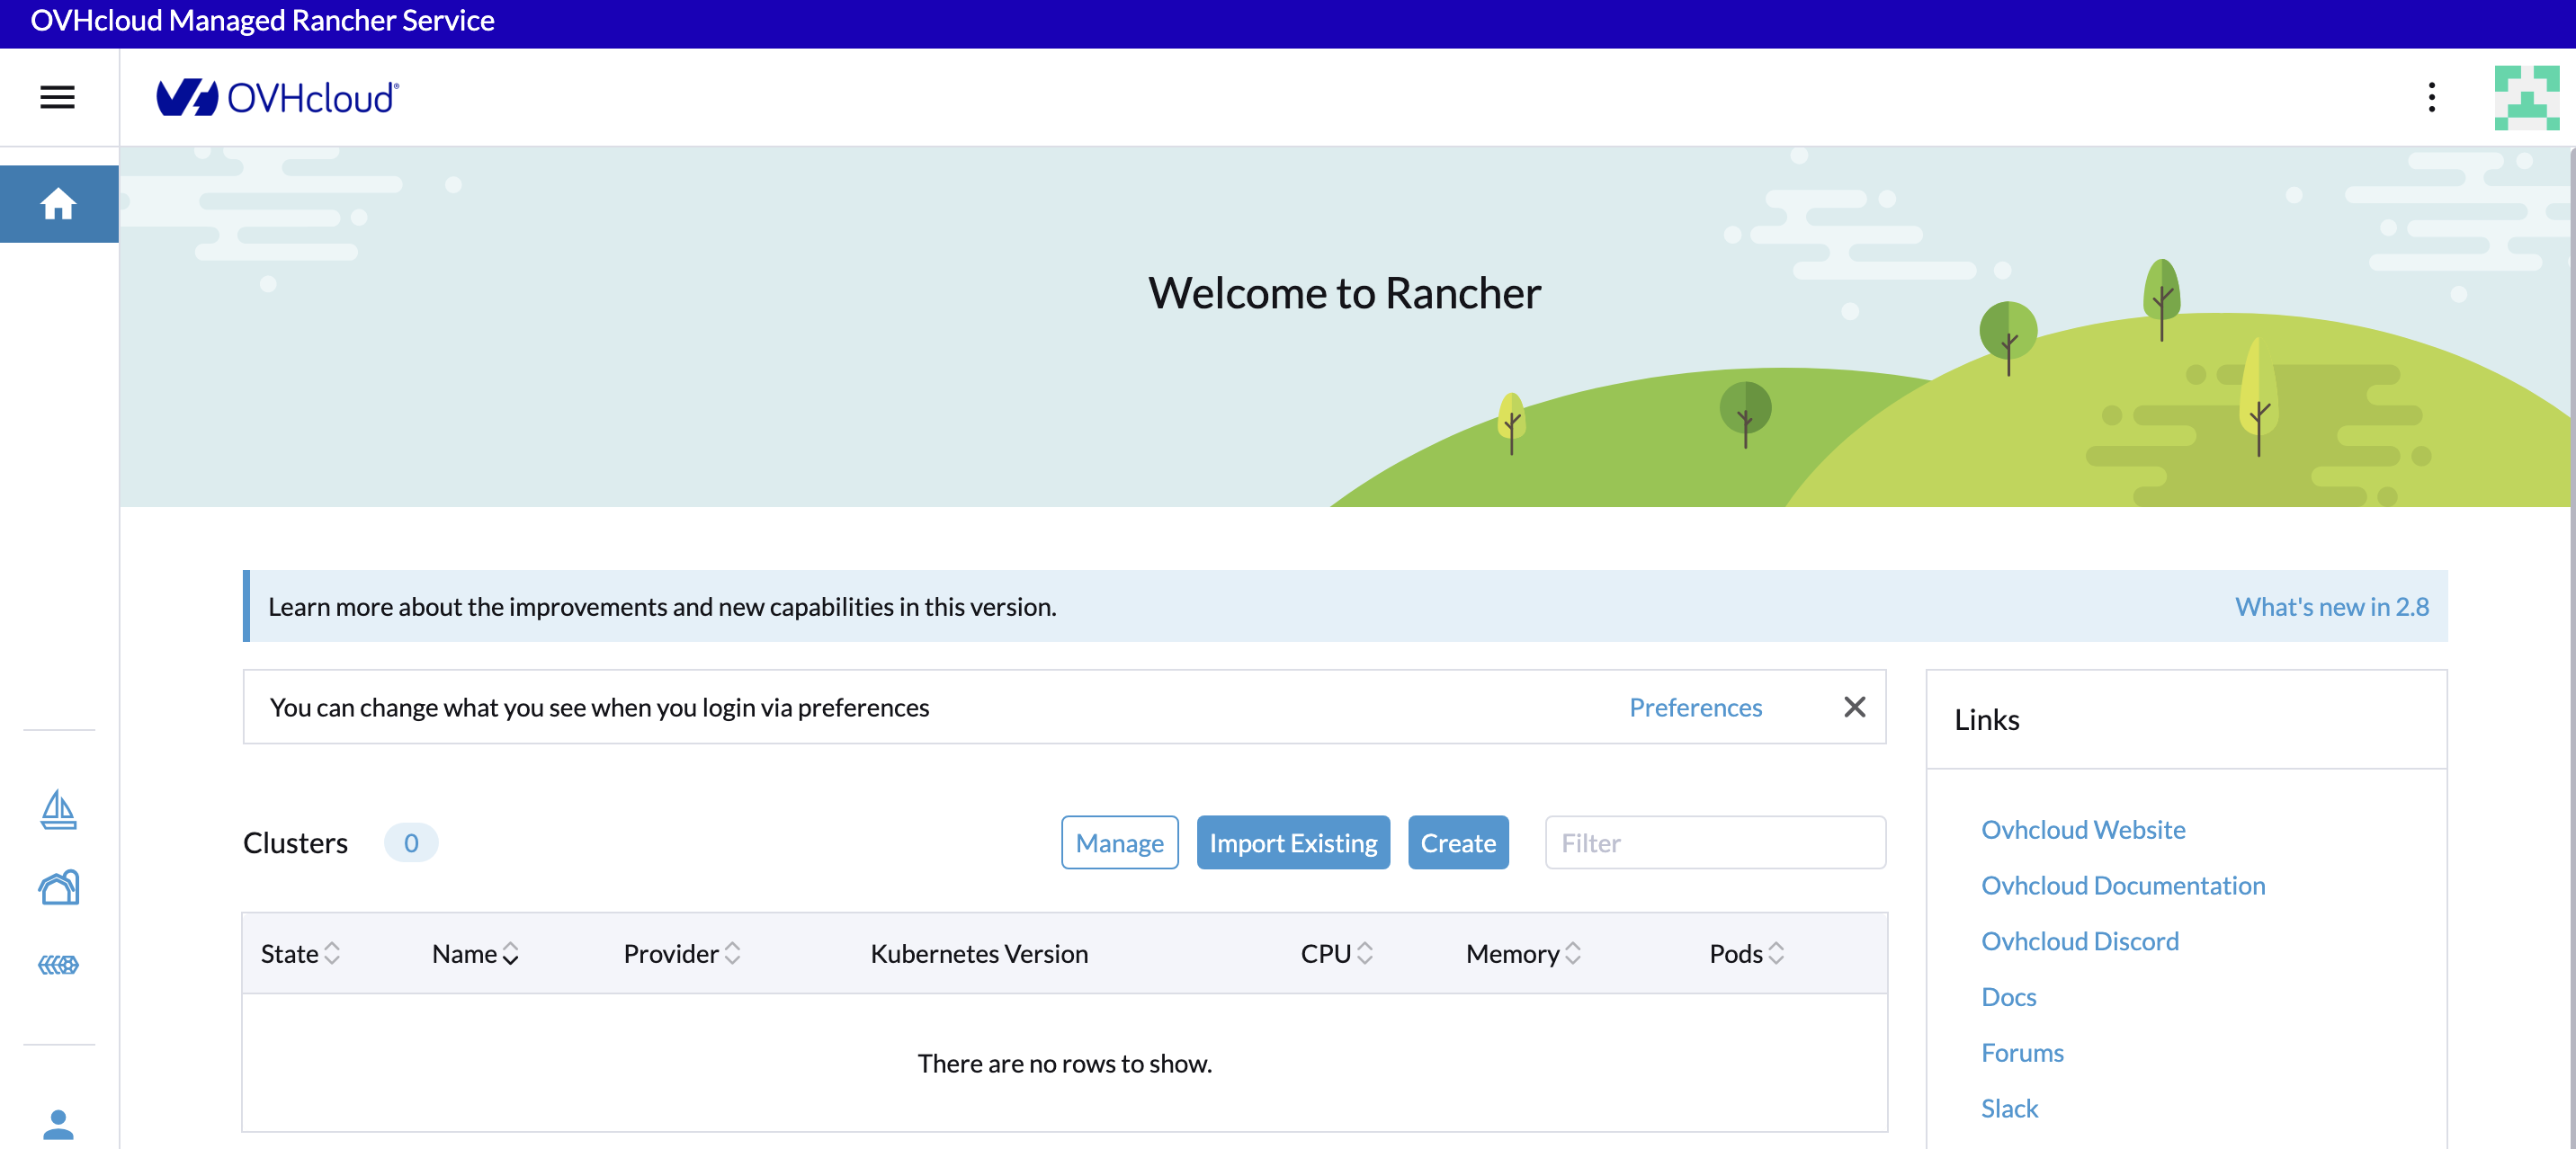 OVHcloud Managed Rancher Service
OVHcloud®
Welcome to Rancher
Learn more about the improvements and new capabilities in this version.
What's new in 2.8
You can change what you see when you login via preferences
Preferences
Links
Clusters
0
Manage
Import Existing
Create
Filter
State
Name
Provider
Kubernetes Version
CPU
Memory
Pods
There are no rows to show.
Ovhcloud Website
Ovhcloud Documentation
Ovhcloud Discord
Docs
Forums
Slack